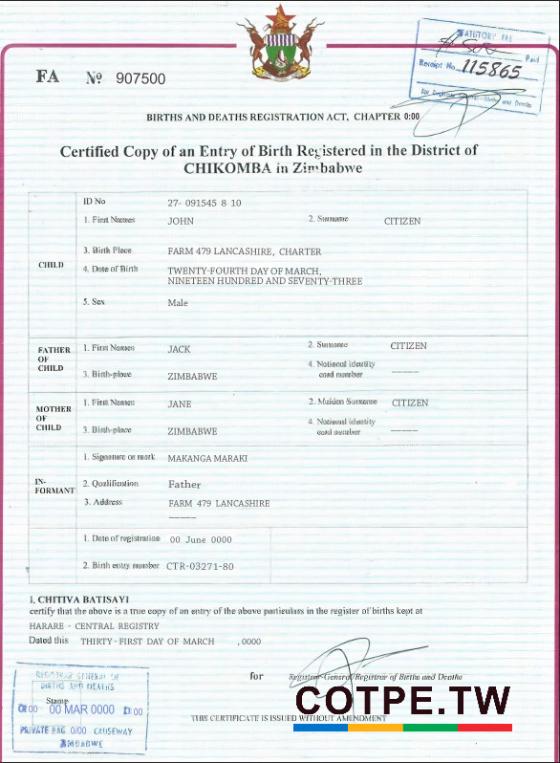 STATUTORY FEE
Paid
Receipt No. 115865
FA Nº 907500
BIRTHS AND DEATHS REGISTRATION ACT, CHAPTER 0:00
Certified Copy of an Entry of Birth Registered in the District of
CHIKOMBA in Zimbabwe
ID No 27- 091545 8 10
1. First Names JOHN 2. Surname CITIZEN
3. Birth Place FARM 479 LANCASHIRE, CHARTER
CHILD 4. Date of Birth TWENTY-FOURTH DAY OF MARCH,
NINETEEN HUNDRED AND SEVENTY-THREE
5. Sex Male
FATHER OF CHILD 1. First Names JACK 2. Surname CITIZEN
3. Birth-place ZIMBABWE 4. National identity card number -----
MOTHER OF CHILD 1. First Names JANE 2. Maiden Surname CITIZEN
3. Birth-place ZIMBABWE 4. National identity card number -----
1. Signature or mark MAKANGA MARAKI
IN-FORMANT 2. Qualification Father
3. Address FARM 479 LANCASHIRE
-----
1. Date of registration 00 June 0000
2. Birth entry number CTR-03271-80
I, CHITIVA BATISAYI
certify that the above is a true copy of an entry of the above particulars in the register of births kept at
HARARE - CENTRAL REGISTRY
Dated this THIRTY-FIRST DAY OF MARCH , 0000
REGISTRAR GENERAL OF
BIRTHS AND DEATHS
for Registrar-General/Registrar of Births and Deaths
Stamp
00 MAR 0000
COTPE.TW
THIS CERTIFICATE IS ISSUED WITHOUT AMENDMENT
PRIVATE BAG 0/00 CAUSEWAY
ZIMBABWE